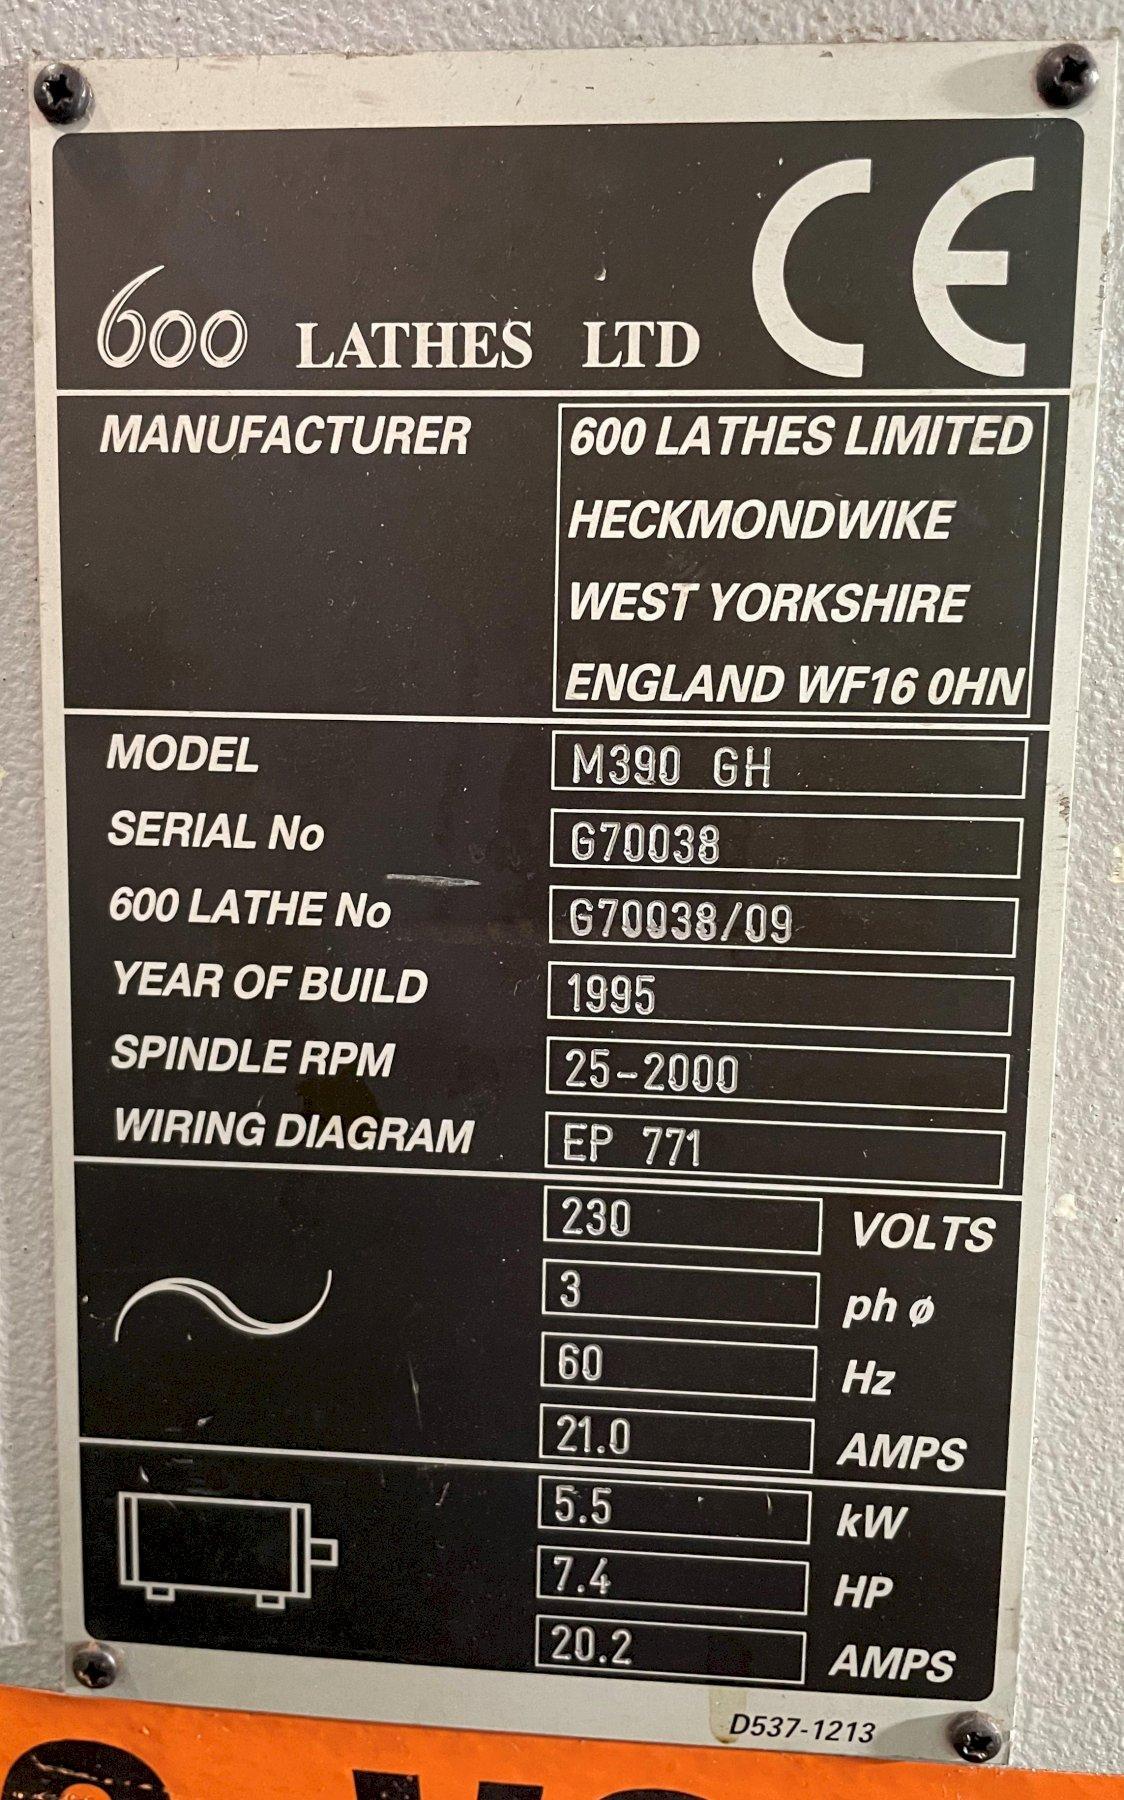 600 LATHES LTD CE
MANUFACTURER 600 LATHES LIMITED
HECKMONDWIKE
WEST YORKSHIRE
ENGLAND WF16 0HN
MODEL M390 GH
SERIAL No G70038
600 LATHE No G70038/09
YEAR OF BUILD 1995
SPINDLE RPM 25-2000
WIRING DIAGRAM EP 771
230 VOLTS
3 ph ø
60 Hz
21.0 AMPS
5.5 kW
7.4 HP
20.2 AMPS
D537-1213